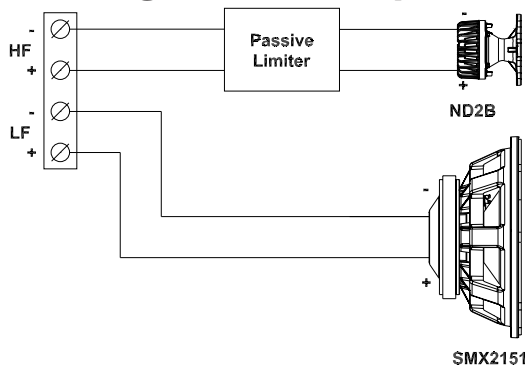 -
HF
+
-
LF
+
Passive
Limiter
-
+
ND2B
-
+
SMX2151